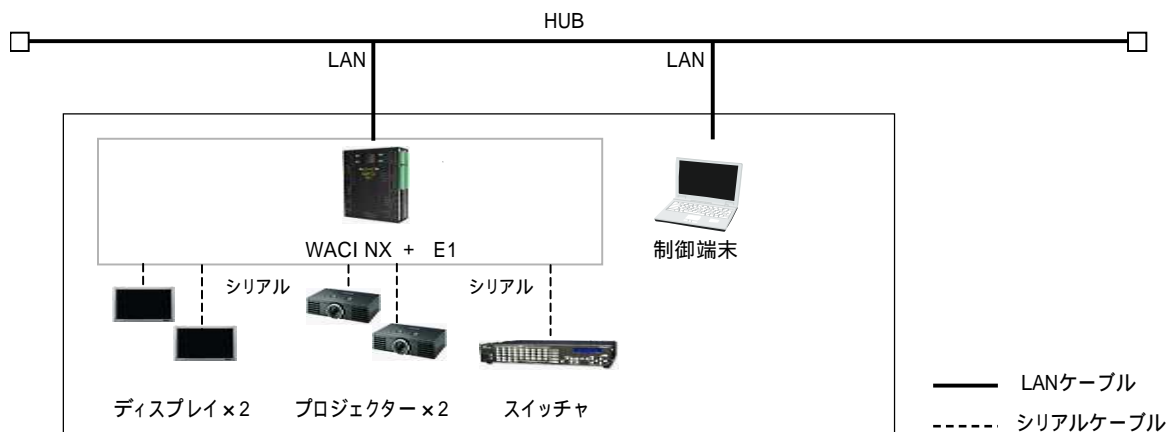 HUB
LAN
LAN
WACI NX + E1
制御端末
シリアル
シリアル
ディスプレイ×2
プロジェクター×2
スイッチャ
LANケーブル
シリアルケーブル